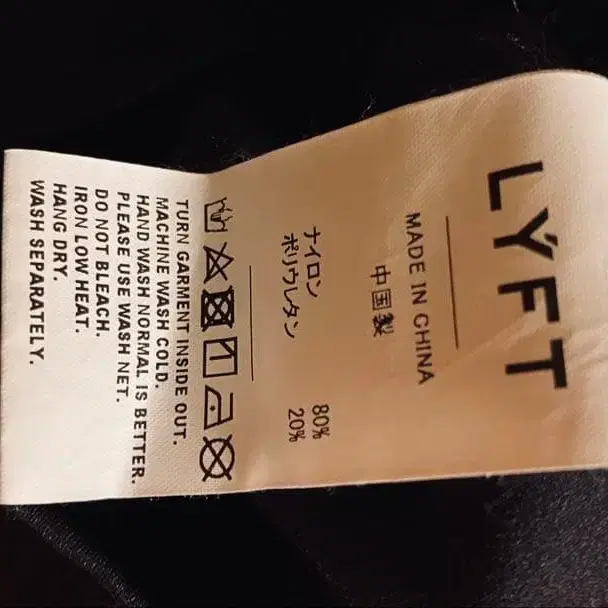 LÝFT
MADE IN CHINA
中国製
ナイロン 80%
ポリウレタン 20%
TURN GARMENT INSIDE OUT.
MACHINE WASH COLD.
HAND WASH NORMAL IS BETTER.
PLEASE USE WASH NET.
DO NOT BLEACH.
IRON LOW HEAT.
HANG DRY.
WASH SEPARATELY.